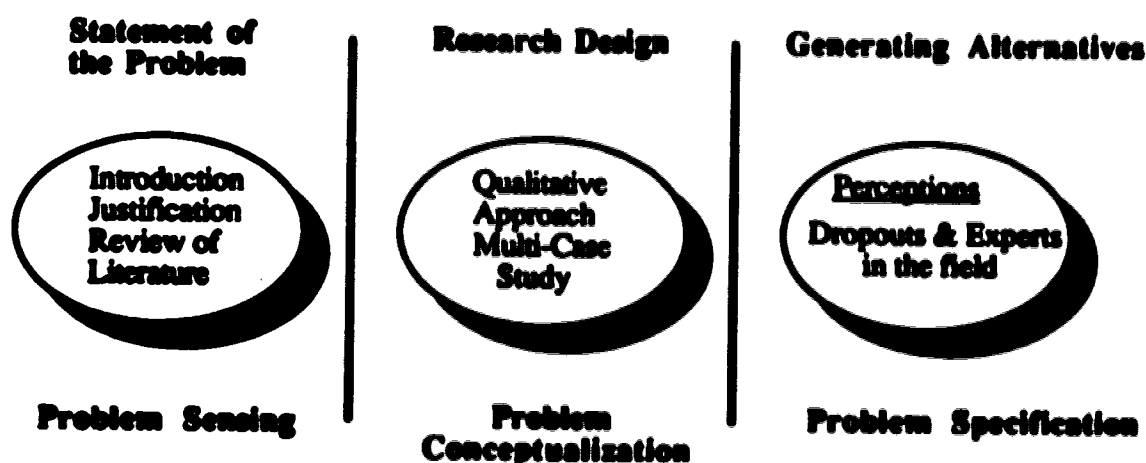 Statement of
the Problem
Introduction
Justification
Review of
Literature
Problem Sensing
Research Design
Qualitative
Approach
Multi-Case
Study
Problem
Conceptualization
Generating Alternatives
Perceptions
Dropouts & Experts
in the field
Problem Specification